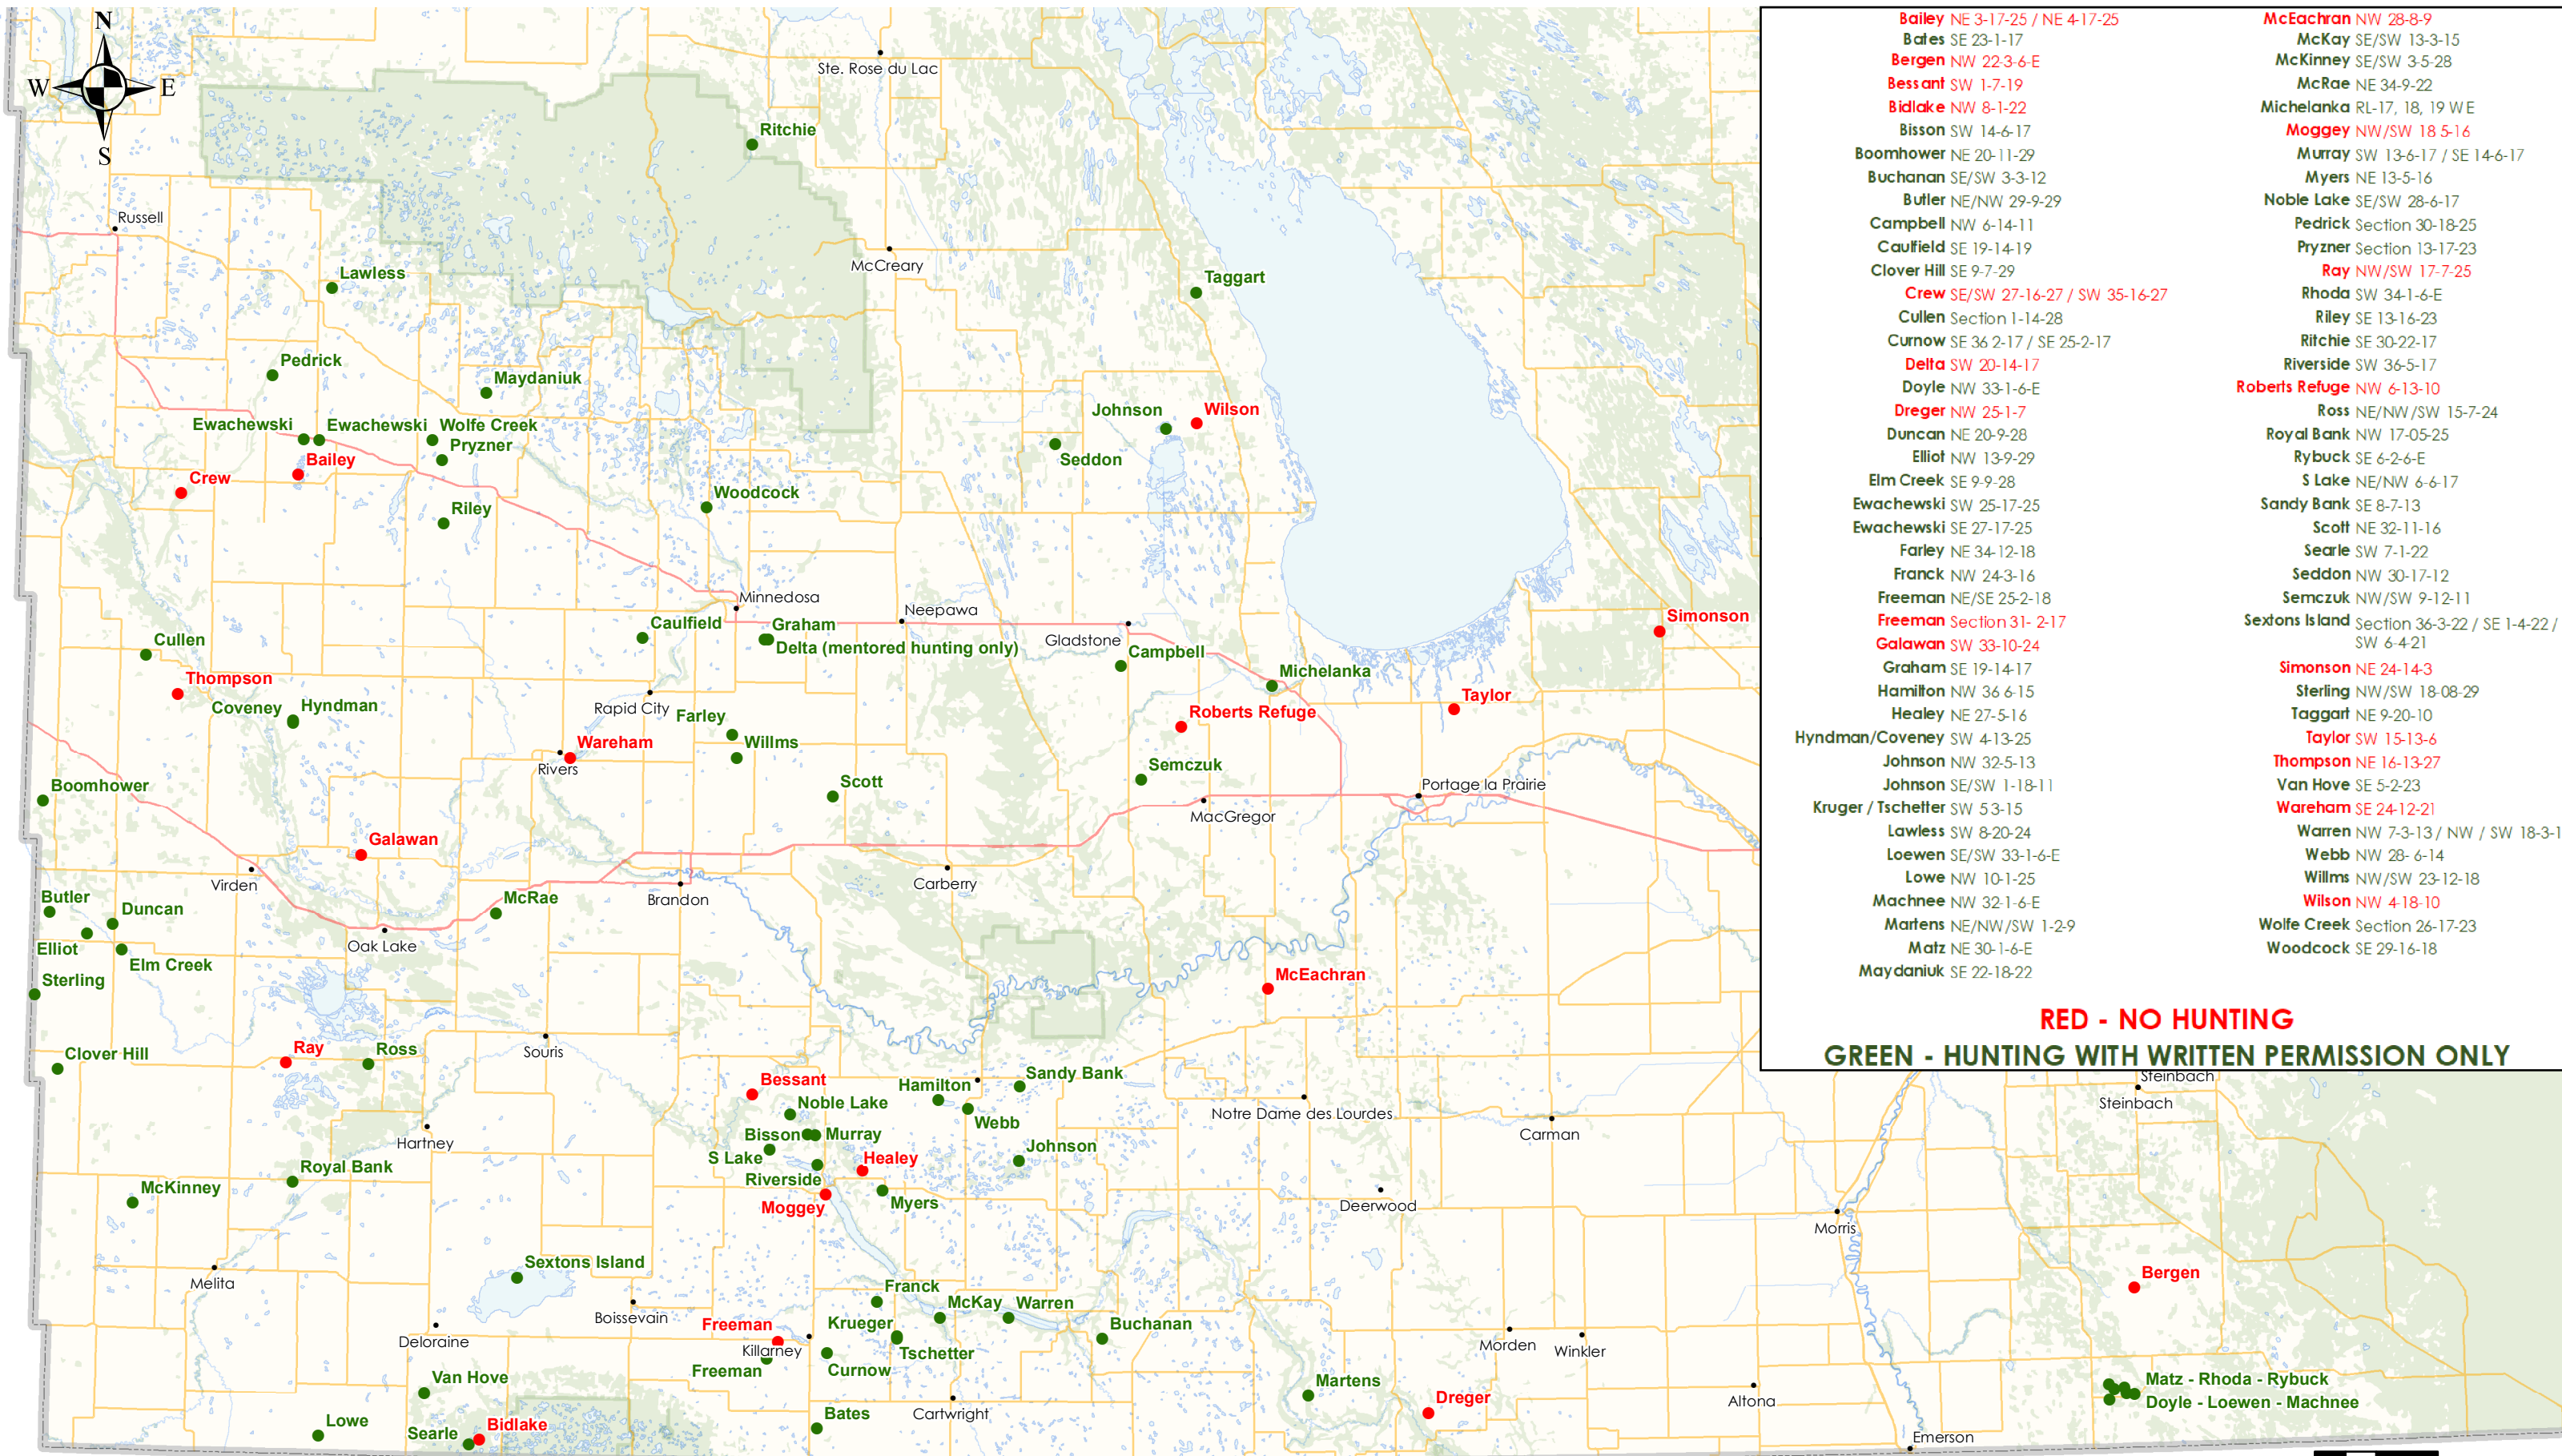 N
W E
S
Ste. Rose du Lac
Ritchie
Russell
McCreary
Lawless
Taggart
Pedrick
Maydaniuk
Ewachewski
Ewachewski
Wolfe Creek
Pryzner
Johnson
Wilson
Bailey
Seddon
Crew
Woodcock
Riley
Minnedosa
Neepawa
Caulfield
Graham
Delta (mentored hunting only)
Gladstone
Simonson
Cullen
Campbell
Thompson
Michelanka
Coveney
Hyndman
Rapid City
Farley
Taylor
Roberts Refuge
Wareham
Willms
Rivers
Semczuk
Boomhower
Scott
Portage la Prairie
MacGregor
Galawan
Virden
Carberry
Butler
Duncan
McRae
Brandon
Elliot
Oak Lake
Elm Creek
Sterling
McEachran
Clover Hill
Ray
Ross
Souris
Bessant
Hamilton
Sandy Bank
Noble Lake
Notre Dame des Lourdes
Webb
Bisson
Murray
Carman
Hartney
S Lake
Healey
Johnson
Royal Bank
Riverside
McKinney
Moggey
Myers
Deerwood
Morris
Sextons Island
Melita
Bergen
Franck
McKay
Warren
Boissevain
Freeman
Krueger
Buchanan
Deloraine
Killarney
Tschetter
Morden
Winkler
Freeman
Curnow
Van Hove
Martens
Matz - Rhoda - Rybuck
Dreger
Altona
Doyle - Loewen - Machnee
Lowe
Bates
Cartwright
Searle
Bidlake
Emerson
Steinbach
Steinbach
Bailey NE 3-17-25 / NE 4-17-25
Bates SE 23-1-17
Bergen NW 22-3-6-E
Bessant SW 1-7-19
Bidlake NW 8-1-22
Bisson SW 14-6-17
Boomhower NE 20-11-29
Buchanan SE/SW 3-3-12
Butler NE/NW 29-9-29
Campbell NW 6-14-11
Caulfield SE 19-14-19
Clover Hill SE 9-7-29
Crew SE/SW 27-16-27 / SW 35-16-27
Cullen Section 1-14-28
Curnow SE 36 2-17 / SE 25-2-17
Delta SW 20-14-17
Doyle NW 33-1-6-E
Dreger NW 25-1-7
Duncan NE 20-9-28
Elliot NW 13-9-29
Elm Creek SE 9-9-28
Ewachewski SW 25-17-25
Ewachewski SE 27-17-25
Farley NE 34-12-18
Franck NW 24-3-16
Freeman NE/SE 25-2-18
Freeman Section 31- 2-17
Galawan SW 33-10-24
Graham SE 19-14-17
Hamilton NW 36 6-15
Healey NE 27-5-16
Hyndman/Coveney SW 4-13-25
Johnson NW 32-5-13
Johnson SE/SW 1-18-11
Kruger / Tschetter SW 5 3-15
Lawless SW 8-20-24
Loewen SE/SW 33-1-6-E
Lowe NW 10-1-25
Machnee NW 32-1-6-E
Martens NE/NW/SW 1-2-9
Matz NE 30-1-6-E
Maydaniuk SE 22-18-22
McEachran NW 28-8-9
McKay SE/SW 13-3-15
McKinney SE/SW 3-5-28
McRae NE 34-9-22
Michelanka RL-17, 18, 19 W E
Moggey NW/SW 18 5-16
Murray SW 13-6-17 / SE 14-6-17
Myers NE 13-5-16
Noble Lake SE/SW 28-6-17
Pedrick Section 30-18-25
Pryzner Section 13-17-23
Ray NW/SW 17-7-25
Rhoda SW 34-1-6-E
Riley SE 13-16-23
Ritchie SE 30-22-17
Riverside SW 36-5-17
Roberts Refuge NW 6-13-10
Ross NE/NW/SW 15-7-24
Royal Bank NW 17-05-25
Rybuck SE 6-2-6-E
S Lake NE/NW 6-6-17
Sandy Bank SE 8-7-13
Scott NE 32-11-16
Searle SW 7-1-22
Seddon NW 30-17-12
Semczuk NW/SW 9-12-11
Sextons Island Section 36-3-22 / SE 1-4-22 /
SW 6-4-21
Simonson NE 24-14-3
Sterling NW/SW 18-08-29
Taggart NE 9-20-10
Taylor SW 15-13-6
Thompson NE 16-13-27
Van Hove SE 5-2-23
Wareham SE 24-12-21
Warren NW 7-3-13 / NW / SW 18-3-1
Webb NW 28- 6-14
Willms NW/SW 23-12-18
Wilson NW 4-18-10
Wolfe Creek Section 26-17-23
Woodcock SE 29-16-18
RED - NO HUNTING
GREEN - HUNTING WITH WRITTEN PERMISSION ONLY